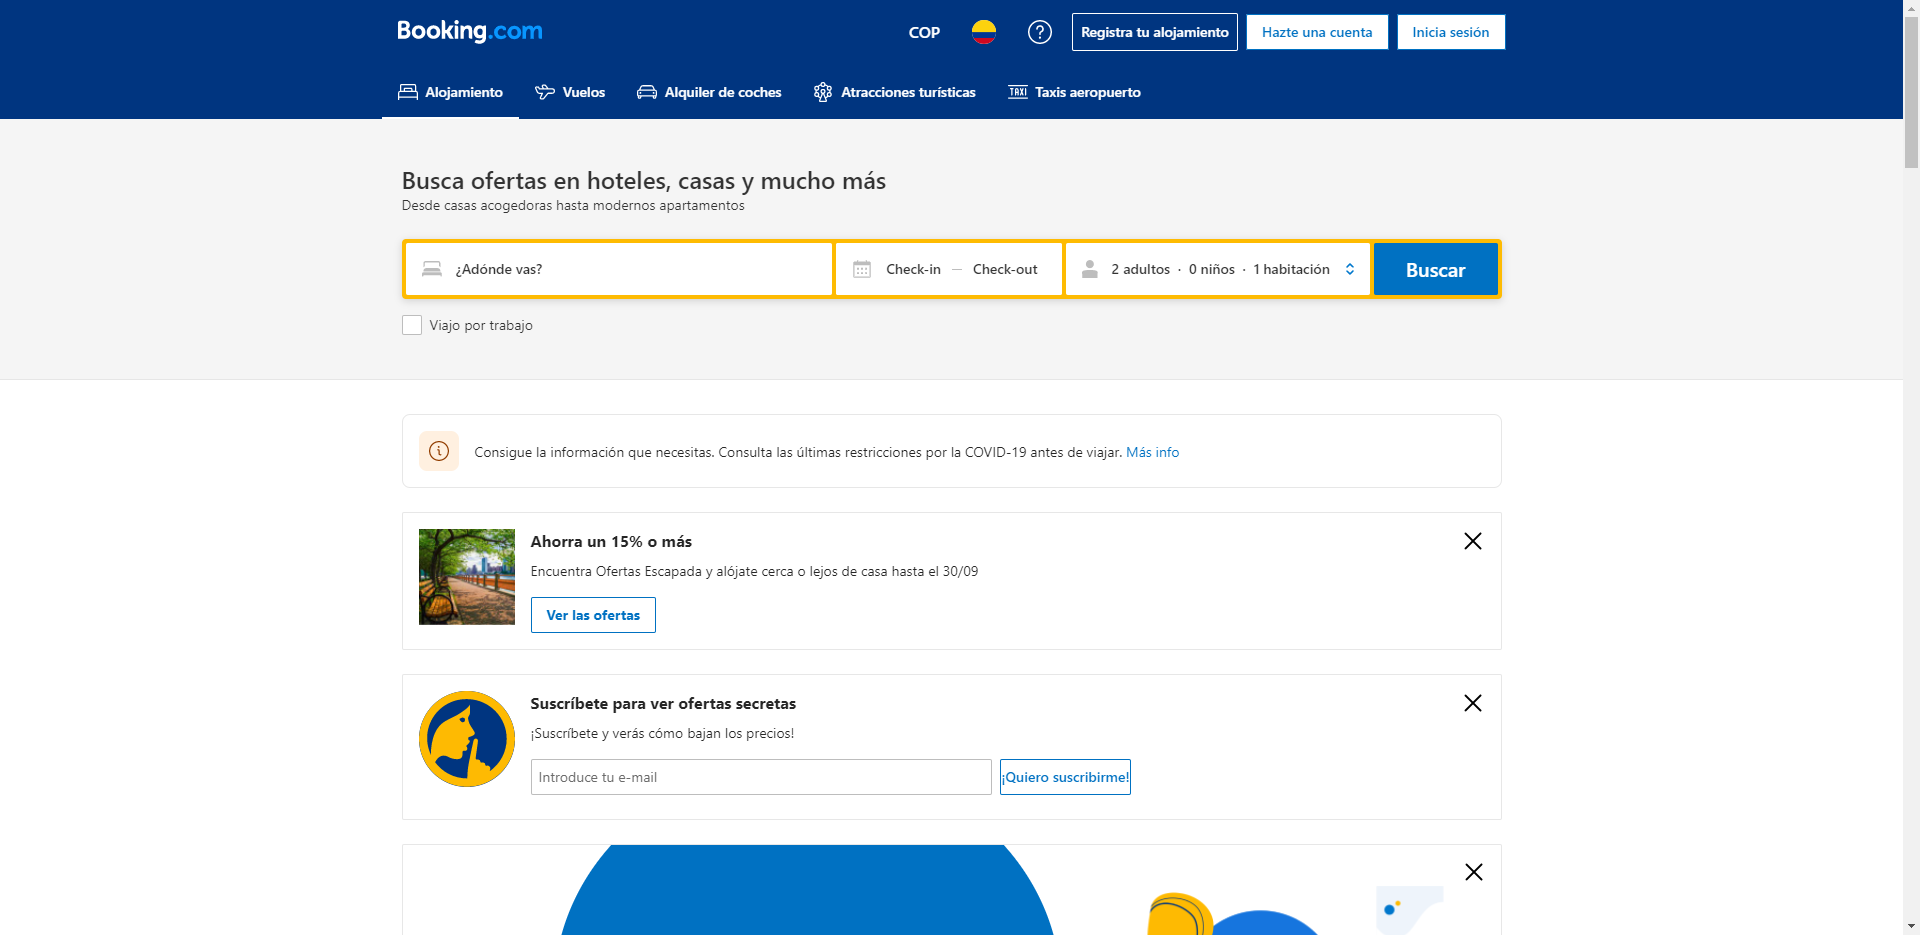 Booking.com
COP
Registra tu alojamiento
Hazte una cuenta
Inicia sesión
Alojamiento
Vuelos
Alquiler de coches
Atracciones turísticas
TAXI
Taxis aeropuerto
Busca ofertas en hoteles, casas y mucho más
Desde casas acogedoras hasta modernos apartamentos
¿Adónde vas?
Check-in — Check-out
2 adultos · 0 niños · 1 habitación
Buscar
Viajo por trabajo
Consigue la información que necesitas. Consulta las últimas restricciones por la COVID-19 antes de viajar. Más info
Ahorra un 15% o más
Encuentra Ofertas Escapada y alójate cerca o lejos de casa hasta el 30/09
Ver las ofertas
Suscríbete para ver ofertas secretas
¡Suscríbete y verás cómo bajan los precios!
Introduce tu e-mail
¡Quiero suscribirme!